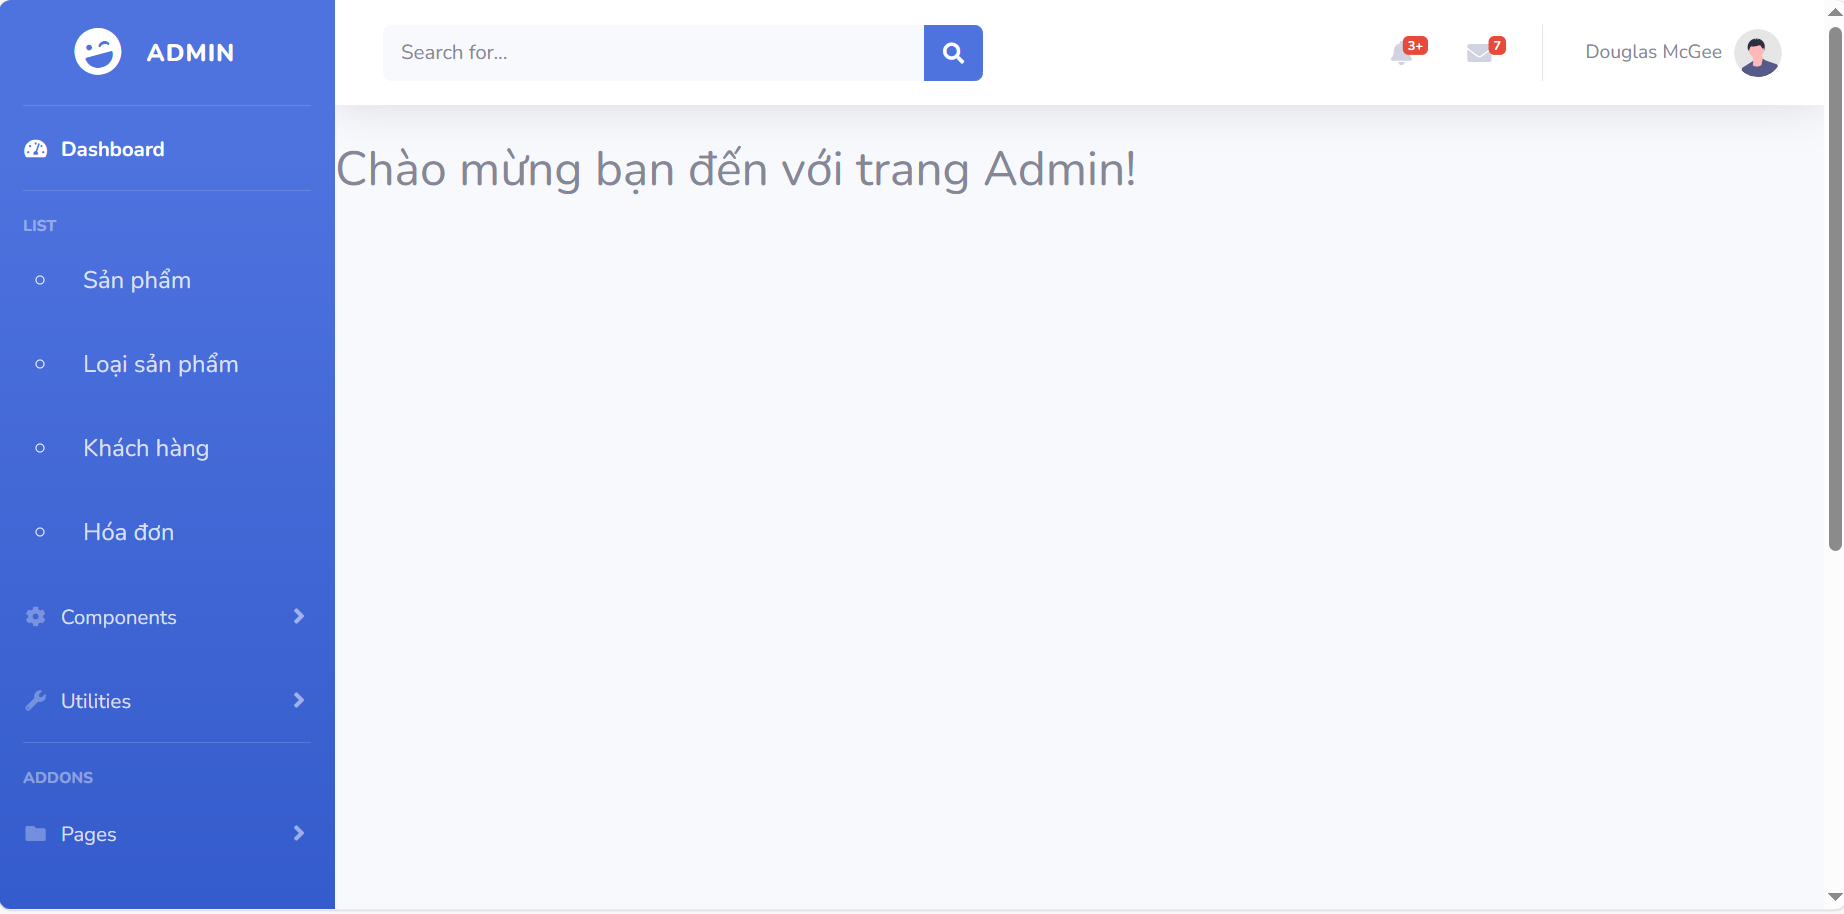 ADMIN
Dashboard
LIST
Sản phẩm
Loại sản phẩm
Khách hàng
Hóa đơn
Components
Utilities
ADDONS
Pages
Search for...
3+
7
Douglas McGee
Chào mừng bạn đến với trang Admin!